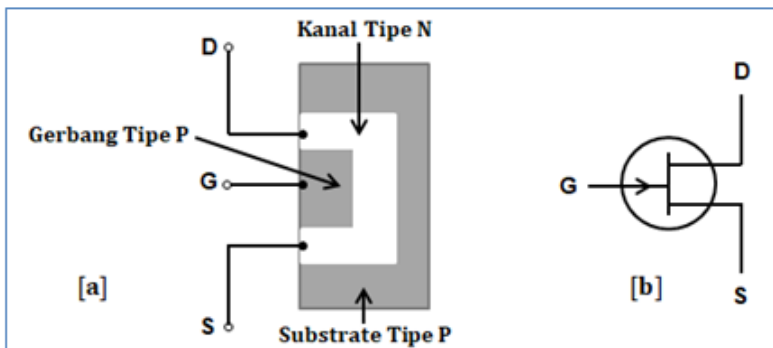 Kanal Tipe N
D
Gerbang Tipe P
G
[a]
S
Substrate Tipe P
D
G
[b]
S